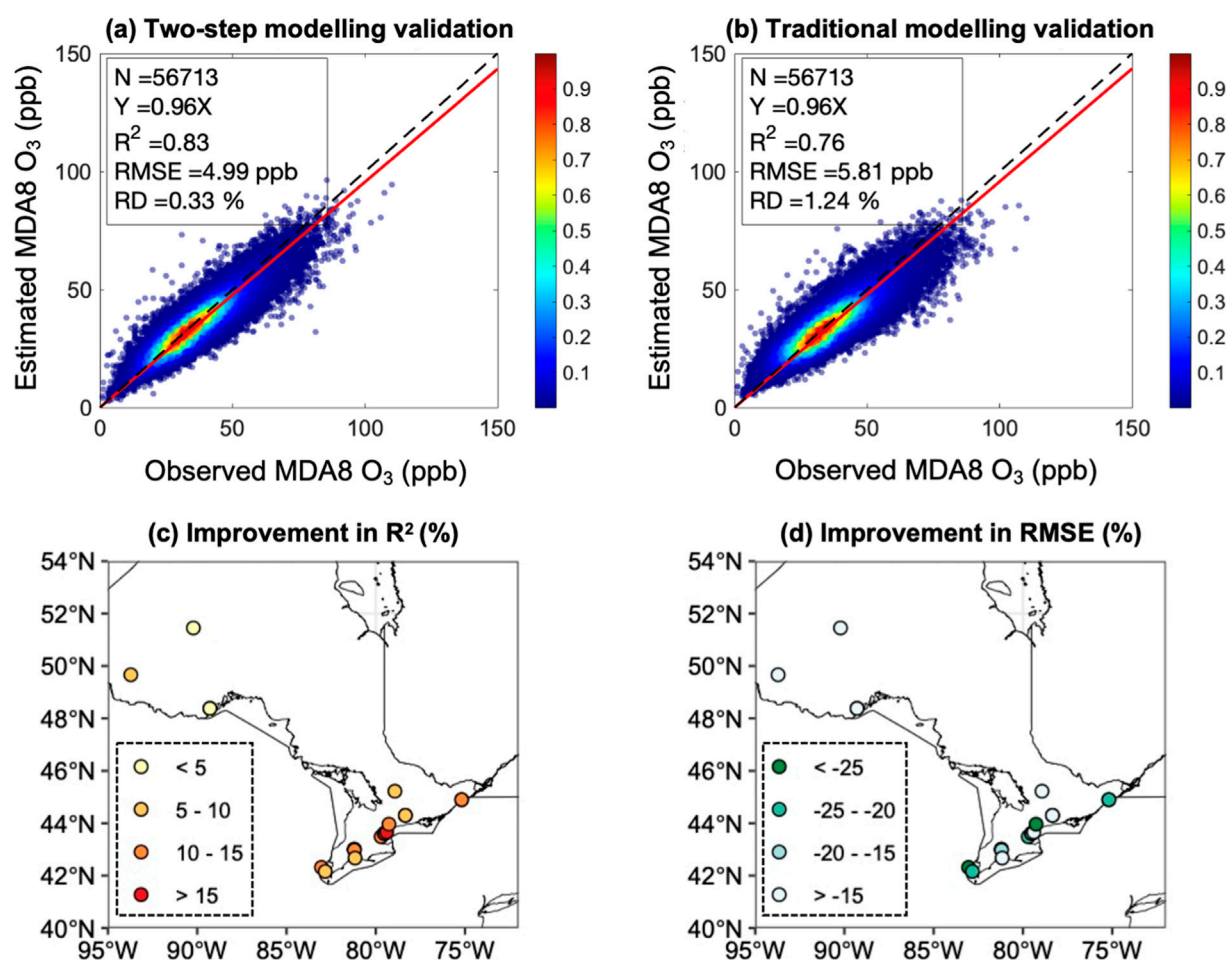 (a) Two-step modelling validation
150
100
50
0
Estimated MDA8 O3 (ppb)
N =56713
Y =0.96X
R² =0.83
RMSE =4.99 ppb
RD =0.33 %
0.9
0.8
0.7
0.6
0.5
0.4
0.3
0.2
0.1
0 50 100 150
Observed MDA8 O3 (ppb)
(b) Traditional modelling validation
150
100
50
0
Estimated MDA8 O3 (ppb)
N =56713
Y =0.96X
R² =0.76
RMSE =5.81 ppb
RD =1.24 %
0.9
0.8
0.7
0.6
0.5
0.4
0.3
0.2
0.1
0 50 100 150
Observed MDA8 O3 (ppb)
(c) Improvement in R² (%)
54°N
52°N
50°N
48°N
46°N
44°N
42°N
40°N
< 5
5 - 10
10 - 15
> 15
95°W 90°W 85°W 80°W 75°W
(d) Improvement in RMSE (%)
54°N
52°N
50°N
48°N
46°N
44°N
42°N
40°N
< -25
-25 - -20
-20 - -15
> -15
95°W 90°W 85°W 80°W 75°W